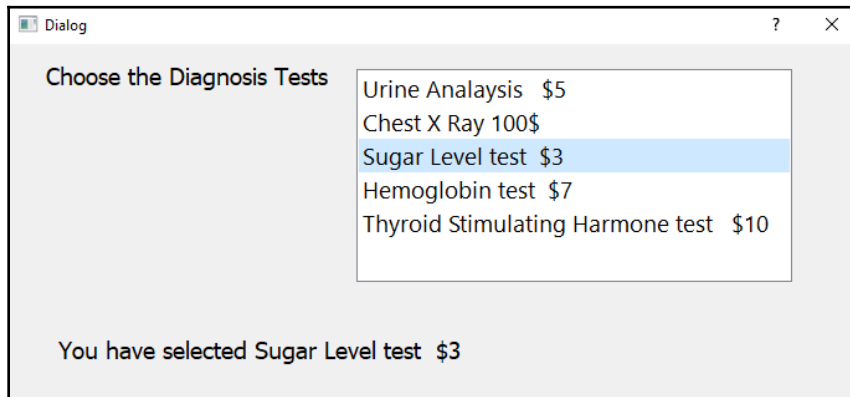 Dialog ?
Choose the Diagnosis Tests
Urine Analaysis $5
Chest X Ray 100$
Sugar Level test $3
Hemoglobin test $7
Thyroid Stimulating Harmone test $10
You have selected Sugar Level test $3